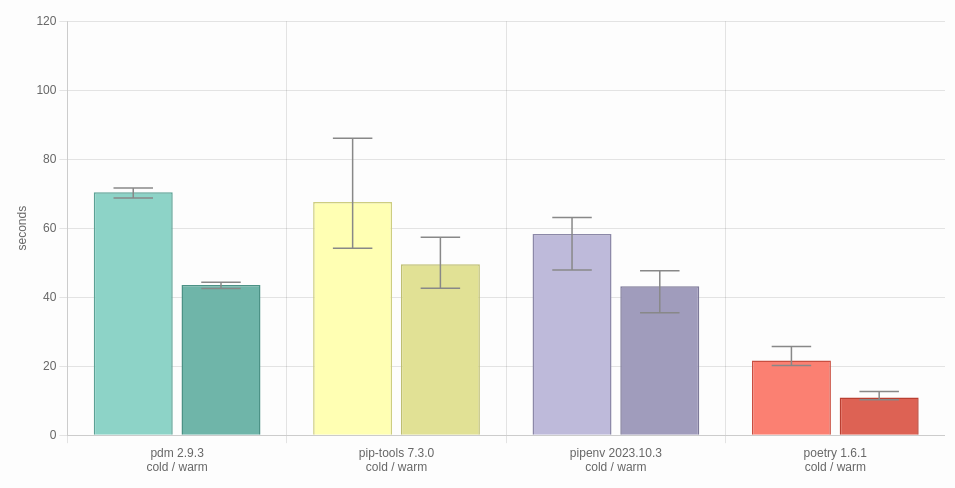 120
100
80
60
40
20
0
seconds
pdm 2.9.3
cold / warm
pip-tools 7.3.0
cold / warm
pipenv 2023.10.3
cold / warm
poetry 1.6.1
cold / warm